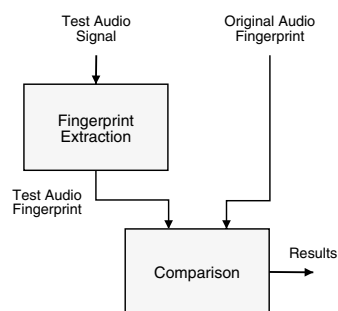 Test Audio
Signal
Original Audio
Fingerprint
Fingerprint
Extraction
Test Audio
Fingerprint
Comparison
Results